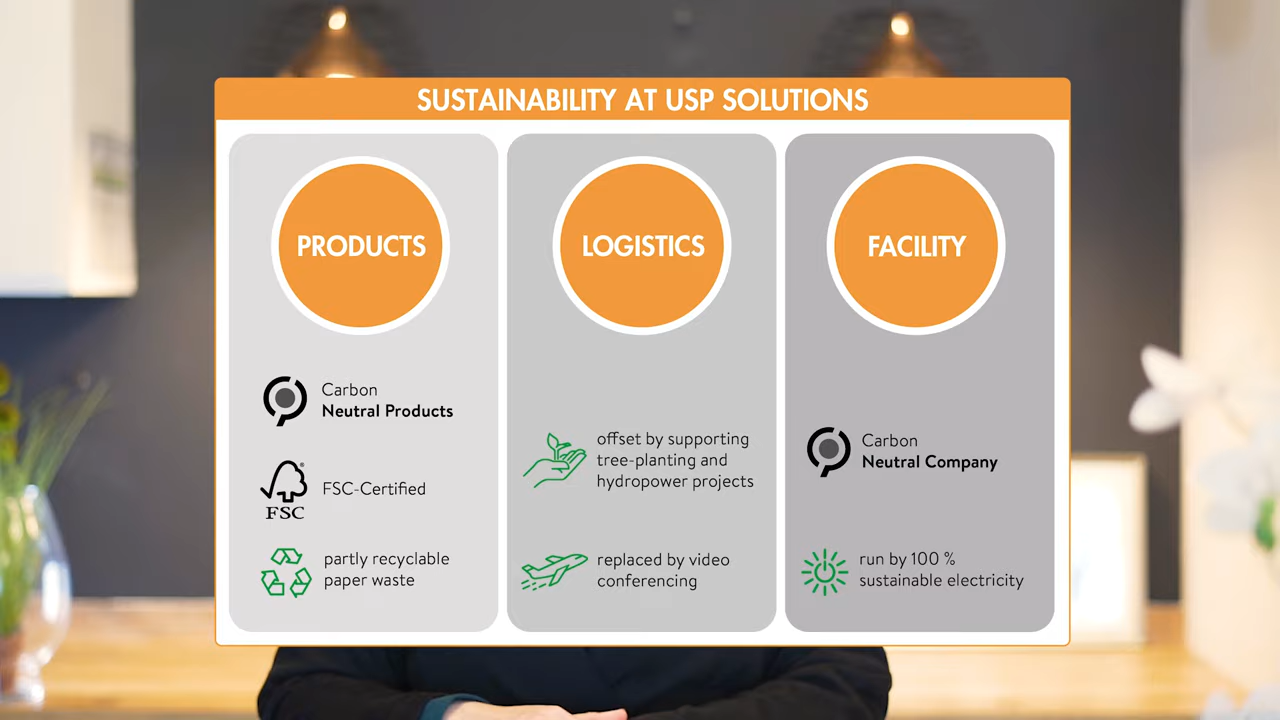 SUSTAINABILITY AT USP SOLUTIONS
PRODUCTS
Carbon
Neutral Products
FSC
FSC-Certified
partly recyclable
paper waste
LOGISTICS
offset by supporting
tree-planting and
hydropower projects
replaced by video
conferencing
FACILITY
Carbon
Neutral Company
run by 100 %
sustainable electricity